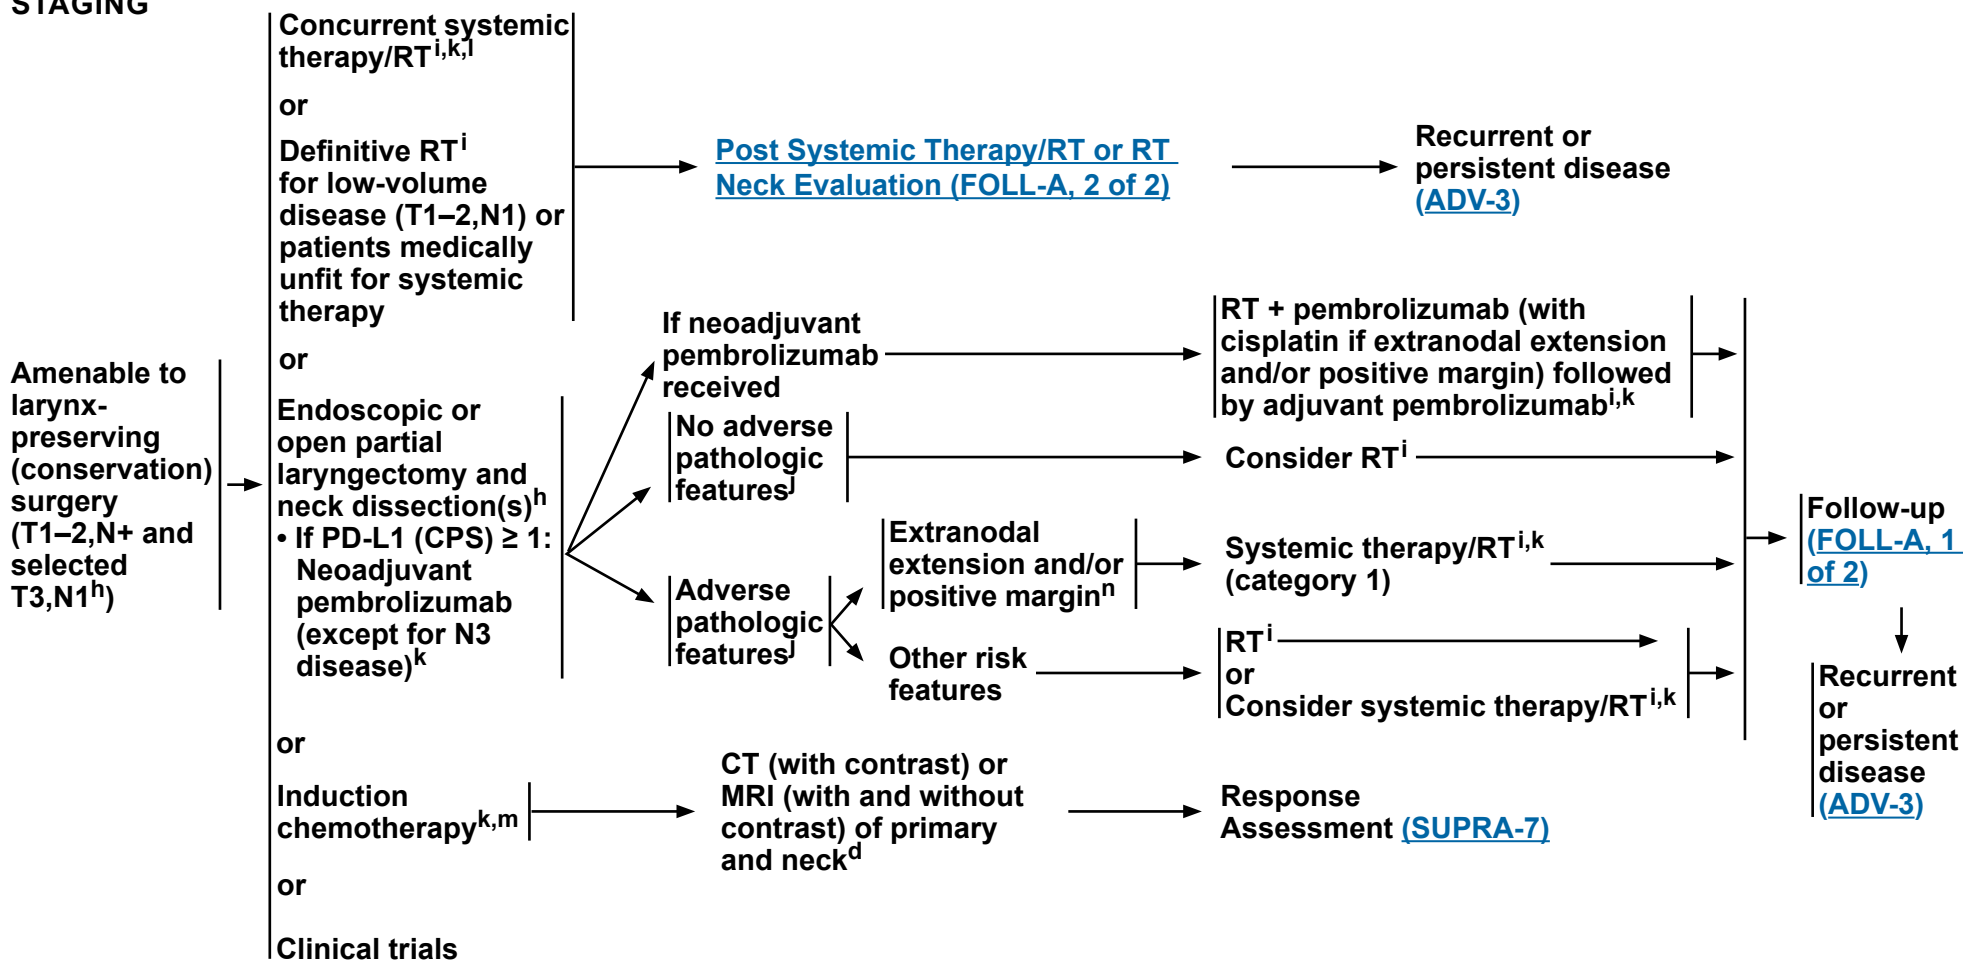 STAGING
Amenable to
larynx-
preserving
(conservation)
surgery
(T1–2,N+ and
selected
T3,N1h)
Concurrent systemic
therapy/RTi,k,l
or
Definitive RTi
for low-volume
disease (T1–2,N1) or
patients medically
unfit for systemic
therapy
or
Endoscopic or
open partial
laryngectomy and
neck dissection(s)h
• If PD-L1 (CPS) ≥ 1:
Neoadjuvant
pembrolizumab
(except for N3
disease)k
or
Induction
chemotherapyk,m
or
Clinical trials
Post Systemic Therapy/RT or RT
Neck Evaluation (FOLL-A, 2 of 2)
Recurrent or
persistent disease
(ADV-3)
If neoadjuvant
pembrolizumab
received
RT + pembrolizumab (with
cisplatin if extranodal extension
and/or positive margin) followed
by adjuvant pembrolizumabi,k
No adverse
pathologic
featuresj
Consider RTi
Adverse
pathologic
featuresj
Extranodal
extension and/or
positive marginn
Systemic therapy/RTi,k
(category 1)
Other risk
features
RTi
or
Consider systemic therapy/RTi,k
CT (with contrast) or
MRI (with and without
contrast) of primary
and neckd
Response
Assessment (SUPRA-7)
Follow-up
(FOLL-A, 1
of 2)
Recurrent
or
persistent
disease
(ADV-3)